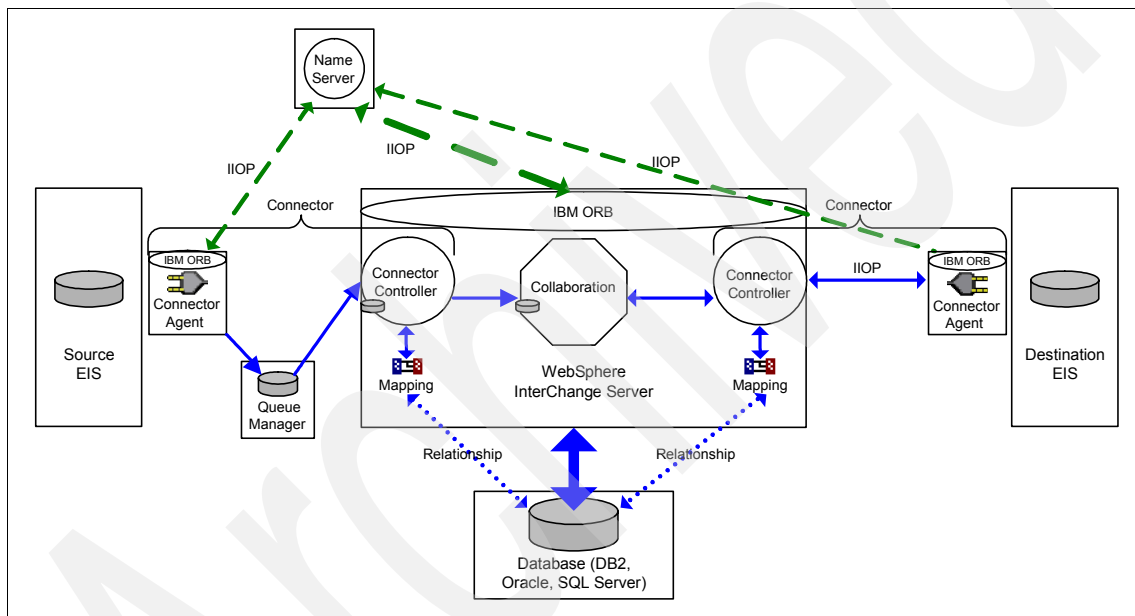 Name
Server
IIOP
IIOP
IIOP
Connector
IBM ORB
Connector
IBM ORB
Connector
Agent
Connector
Controller
Collaboration
Connector
Controller
IIOP
IBM ORB
Connector
Agent
Source
EIS
Queue
Manager
Mapping
WebSphere
InterChange Server
Mapping
Destination
EIS
Relationship
Relationship
Database (DB2,
Oracle, SQL Server)
Archived